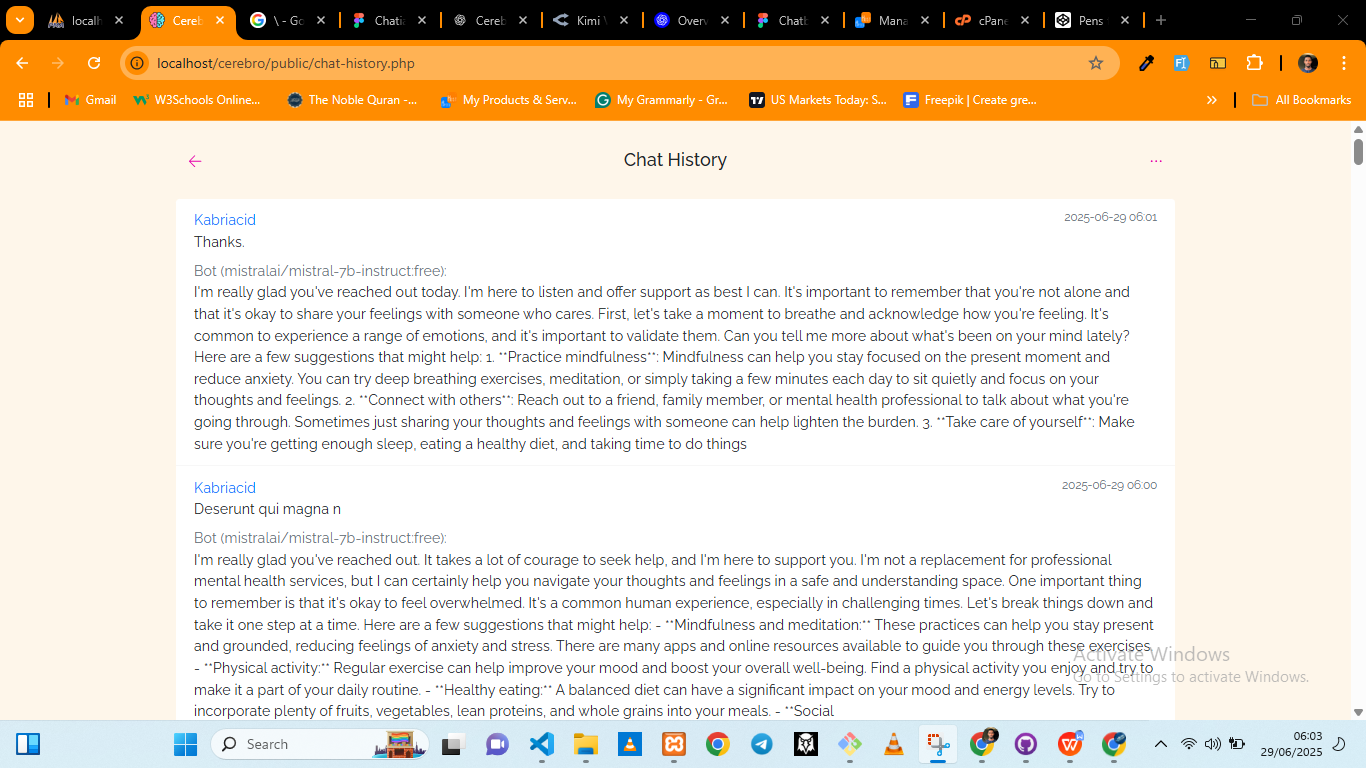 localh
Cereb
\ - Go
Chatia
Cereb
Kimi \
Overv
Chatb
Mana
cPane
Pens
localhost/cerebro/public/chat-history.php
Gmail
W3Schools Online...
The Noble Quran -...
My Products & Serv...
My Grammarly - Gr...
US Markets Today: S...
Freepik | Create gre...
All Bookmarks
Chat History
Kabriacid
2025-06-29 06:01
Thanks.
Bot (mistralai/mistral-7b-instruct:free):
I'm really glad you've reached out today. I'm here to listen and offer support as best I can. It's important to remember that you're not alone and
that it's okay to share your feelings with someone who cares. First, let's take a moment to breathe and acknowledge how you're feeling. It's
common to experience a range of emotions, and it's important to validate them. Can you tell me more about what's been on your mind lately?
Here are a few suggestions that might help: 1. **Practice mindfulness**: Mindfulness can help you stay focused on the present moment and
reduce anxiety. You can try deep breathing exercises, meditation, or simply taking a few minutes each day to sit quietly and focus on your
thoughts and feelings. 2. **Connect with others**: Reach out to a friend, family member, or mental health professional to talk about what you're
going through. Sometimes just sharing your thoughts and feelings with someone can help lighten the burden. 3. **Take care of yourself**: Make
sure you're getting enough sleep, eating a healthy diet, and taking time to do things
Kabriacid
2025-06-29 06:00
Deserunt qui magna n
Bot (mistralai/mistral-7b-instruct:free):
I'm really glad you've reached out. It takes a lot of courage to seek help, and I'm here to support you. I'm not a replacement for professional
mental health services, but I can certainly help you navigate your thoughts and feelings in a safe and understanding space. One important thing
to remember is that it's okay to feel overwhelmed. It's a common human experience, especially in challenging times. Let's break things down and
take it one step at a time. Here are a few suggestions that might help: - **Mindfulness and meditation:** These practices can help you stay present
and grounded, reducing feelings of anxiety and stress. There are many apps and online resources available to guide you through these exercises.
- **Physical activity:** Regular exercise can help improve your mood and boost your overall well-being. Find a physical activity you enjoy and try to
make it a part of your daily routine. - **Healthy eating:** A balanced diet can have a significant impact on your mood and energy levels. Try to
incorporate plenty of fruits, vegetables, lean proteins, and whole grains into your meals. - **Social
Activate Windows
Go to Settings to activate Windows.
Search
06:03
29/06/2025